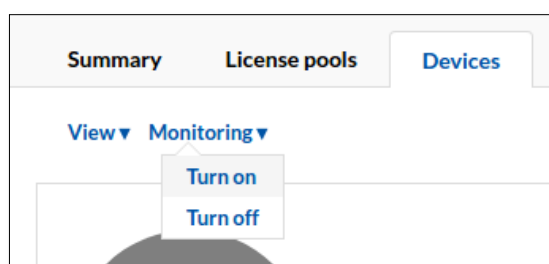 Summary License pools Devices
View ▾ Monitoring ▾
Turn on
Turn off